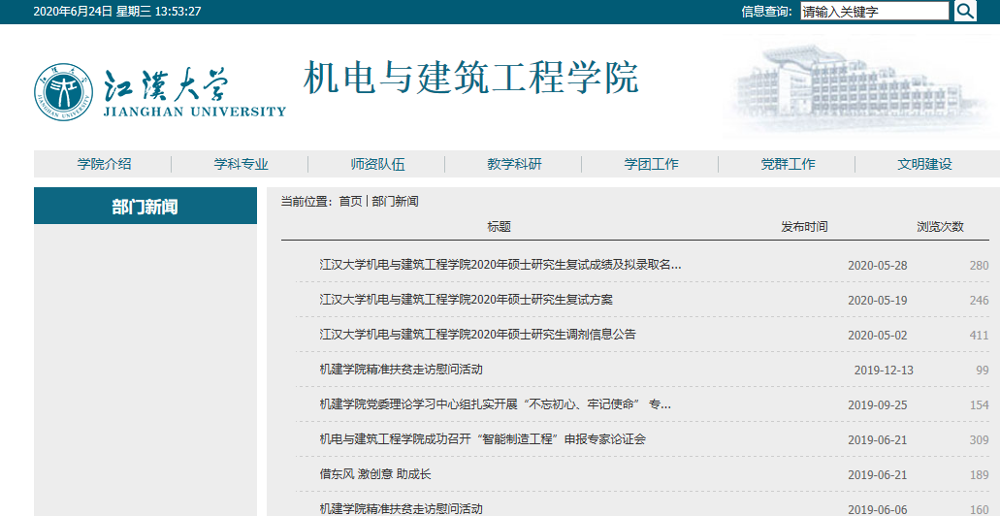 2020年6月24日 星期三 13:53:27 信息查询: 请输入关键字
江漢大学 机电与建筑工程学院
JIANGHAN UNIVERSITY
学院介绍 学科专业 师资队伍 教学科研 学团工作 党群工作 文明建设
部门新闻
当前位置：首页 | 部门新闻
标题 发布时间 浏览次数
江汉大学机电与建筑工程学院2020年硕士研究生复试成绩及拟录取名... 2020-05-28 280
江汉大学机电与建筑工程学院2020年硕士研究生复试方案 2020-05-19 246
江汉大学机电与建筑工程学院2020年硕士研究生调剂信息公告 2020-05-02 411
机建学院精准扶贫走访慰问活动 2019-12-13 99
机建学院党委理论学习中心组扎实开展“不忘初心、牢记使命” 专... 2019-09-25 154
机电与建筑工程学院成功召开“智能制造工程”申报专家论证会 2019-06-21 309
借东风 激创意 助成长 2019-06-21 189
机建学院精准扶贫走访慰问活动 2019-06-06 160